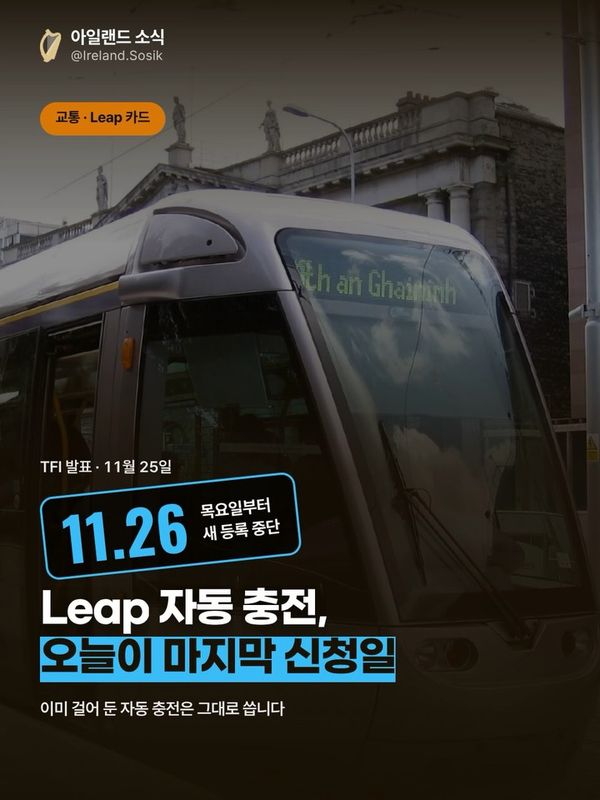 아일랜드 소식
@Ireland.Sosik
교통 · Leap 카드
th an Ghainimh
TFI 발표 · 11월 25일
11.26
목요일부터
새 등록 중단
Leap 자동 충전,
오늘이 마지막 신청일
이미 걸어 둔 자동 충전은 그대로 씁니다